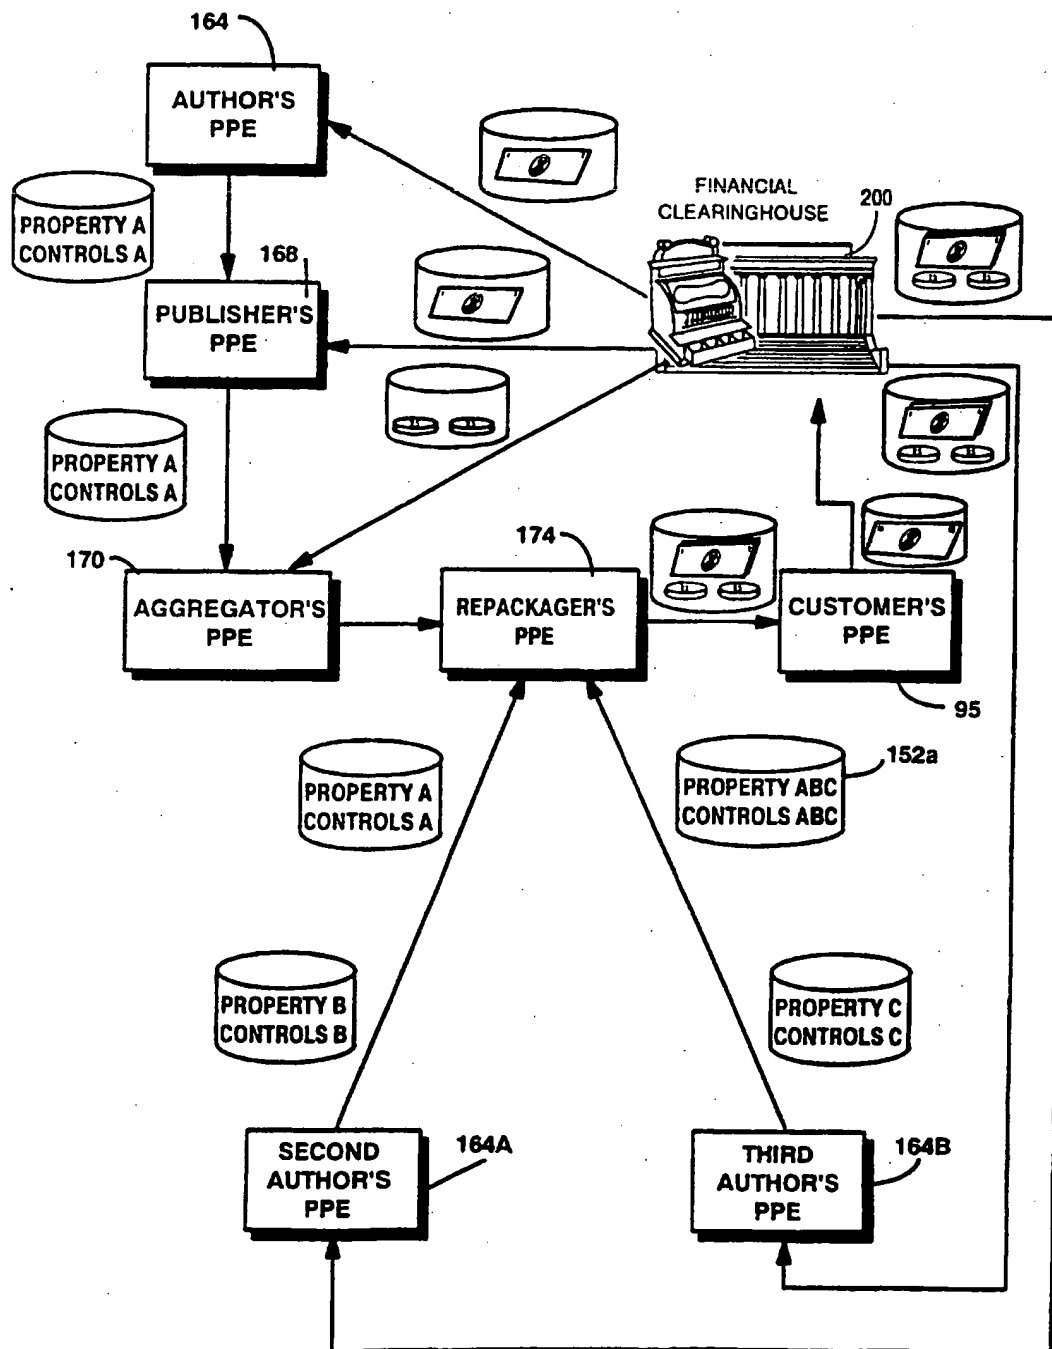 164
AUTHOR'S
PPE
PROPERTY A
CONTROLS A
FINANCIAL
CLEARINGHOUSE
200
168
PUBLISHER'S
PPE
PROPERTY A
CONTROLS A
170
AGGREGATOR'S
PPE
174
REPACKAGER'S
PPE
CUSTOMER'S
PPE
95
PROPERTY A
CONTROLS A
PROPERTY ABC
CONTROLS ABC
152a
PROPERTY B
CONTROLS B
PROPERTY C
CONTROLS C
SECOND
AUTHOR'S
PPE
164A
THIRD
AUTHOR'S
PPE
164B